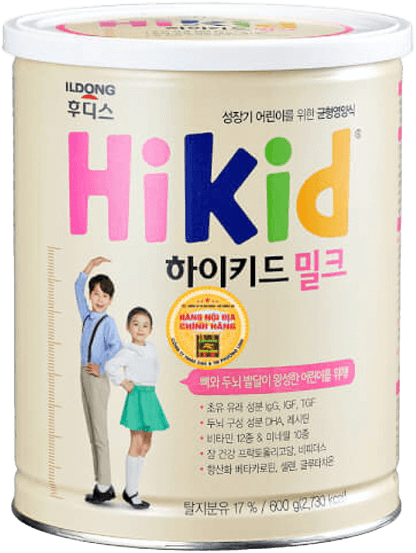 ILDONG
후디스
성장기 어린이를 위한 균형영양식
Hikid®
하이키드 밀크
HÀNG NỘI ĐỊA
CHÍNH HÃNG
뼈와 두뇌 발달이 왕성한 어린이를 위해
• 초유 유래 성분 IgG, IGF, TGF
• 두뇌 구성 성분 DHA, 레시틴
• 비타민 12종 & 미네랄 10종
• 장 건강 프락토올리고당, 비피더스
• 항산화 베타카로틴, 셀렌, 글루타치온
탈지분유 17% / 600 g(2,730 kcal)